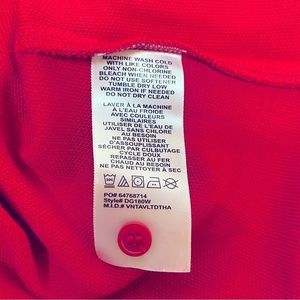 MACHINE WASH COLD
WITH LIKE COLORS
ONLY NON-CHLORINE
BLEACH WHEN NEEDED
DO NOT USE SOFTENER
TUMBLE DRY LOW
WARM IRON IF NEEDED
DO NOT DRY CLEAN
LAVER À LA MACHINE
À L'EAU FROIDE
AVEC COULEURS
SIMILAIRES
UTILISER DE L'EAU DE
JAVEL SANS CHLORE
AU BESOIN
NE PAS UTILISER
D'ASSOUPLISSANT
SÈCHER PAR CULBUTAGE
CYCLE DOUX
REPASSER AU FER
CHAUD AU BESOIN
NE PAS NETTOYER À SEC
PO# 64768714
Style# DG180W
M.I.D.# VNTAVLTDTHA